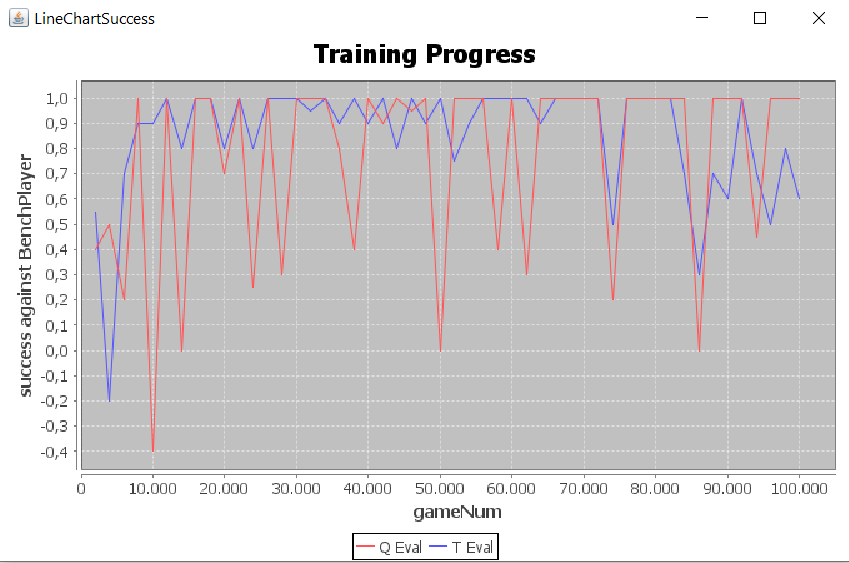 LineChartSuccess
Training Progress
success against BenchPlayer
1,0
0,9
0,8
0,7
0,6
0,5
0,4
0,3
0,2
0,1
0,0
-0,1
-0,2
-0,3
-0,4
0 10.000 20.000 30.000 40.000 50.000 60.000 70.000 80.000 90.000 100.000
gameNum
Q Eval T Eval